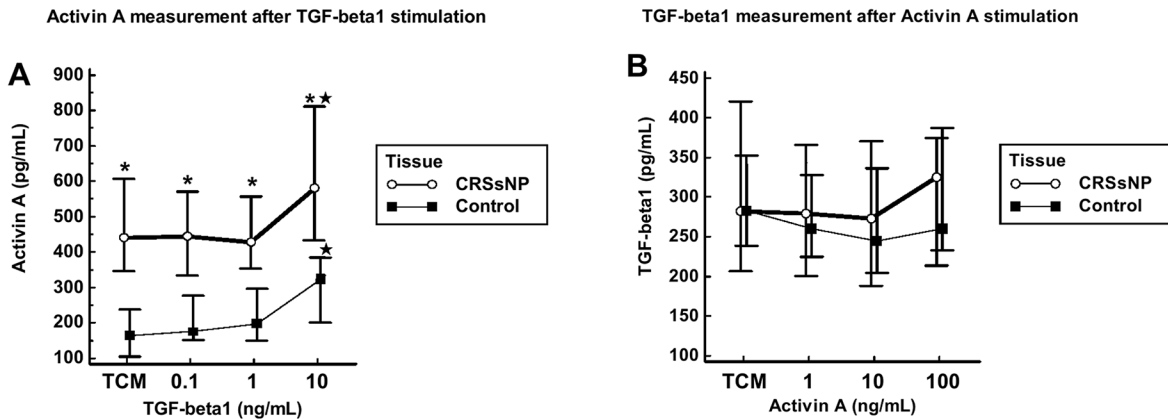 Activin A measurement after TGF-beta1 stimulation
TGF-beta1 measurement after Activin A stimulation
A
Activin A (pg/mL)
900
800
700
600
500
400
300
200
100
* ★
*
*
*
★
TCM 0.1 1 10
TGF-beta1 (ng/mL)
Tissue
CRSsNP
Control
B
TGF-beta1 (pg/mL)
450
400
350
300
250
200
150
100
TCM 1 10 100
Activin A (ng/mL)
Tissue
CRSsNP
Control